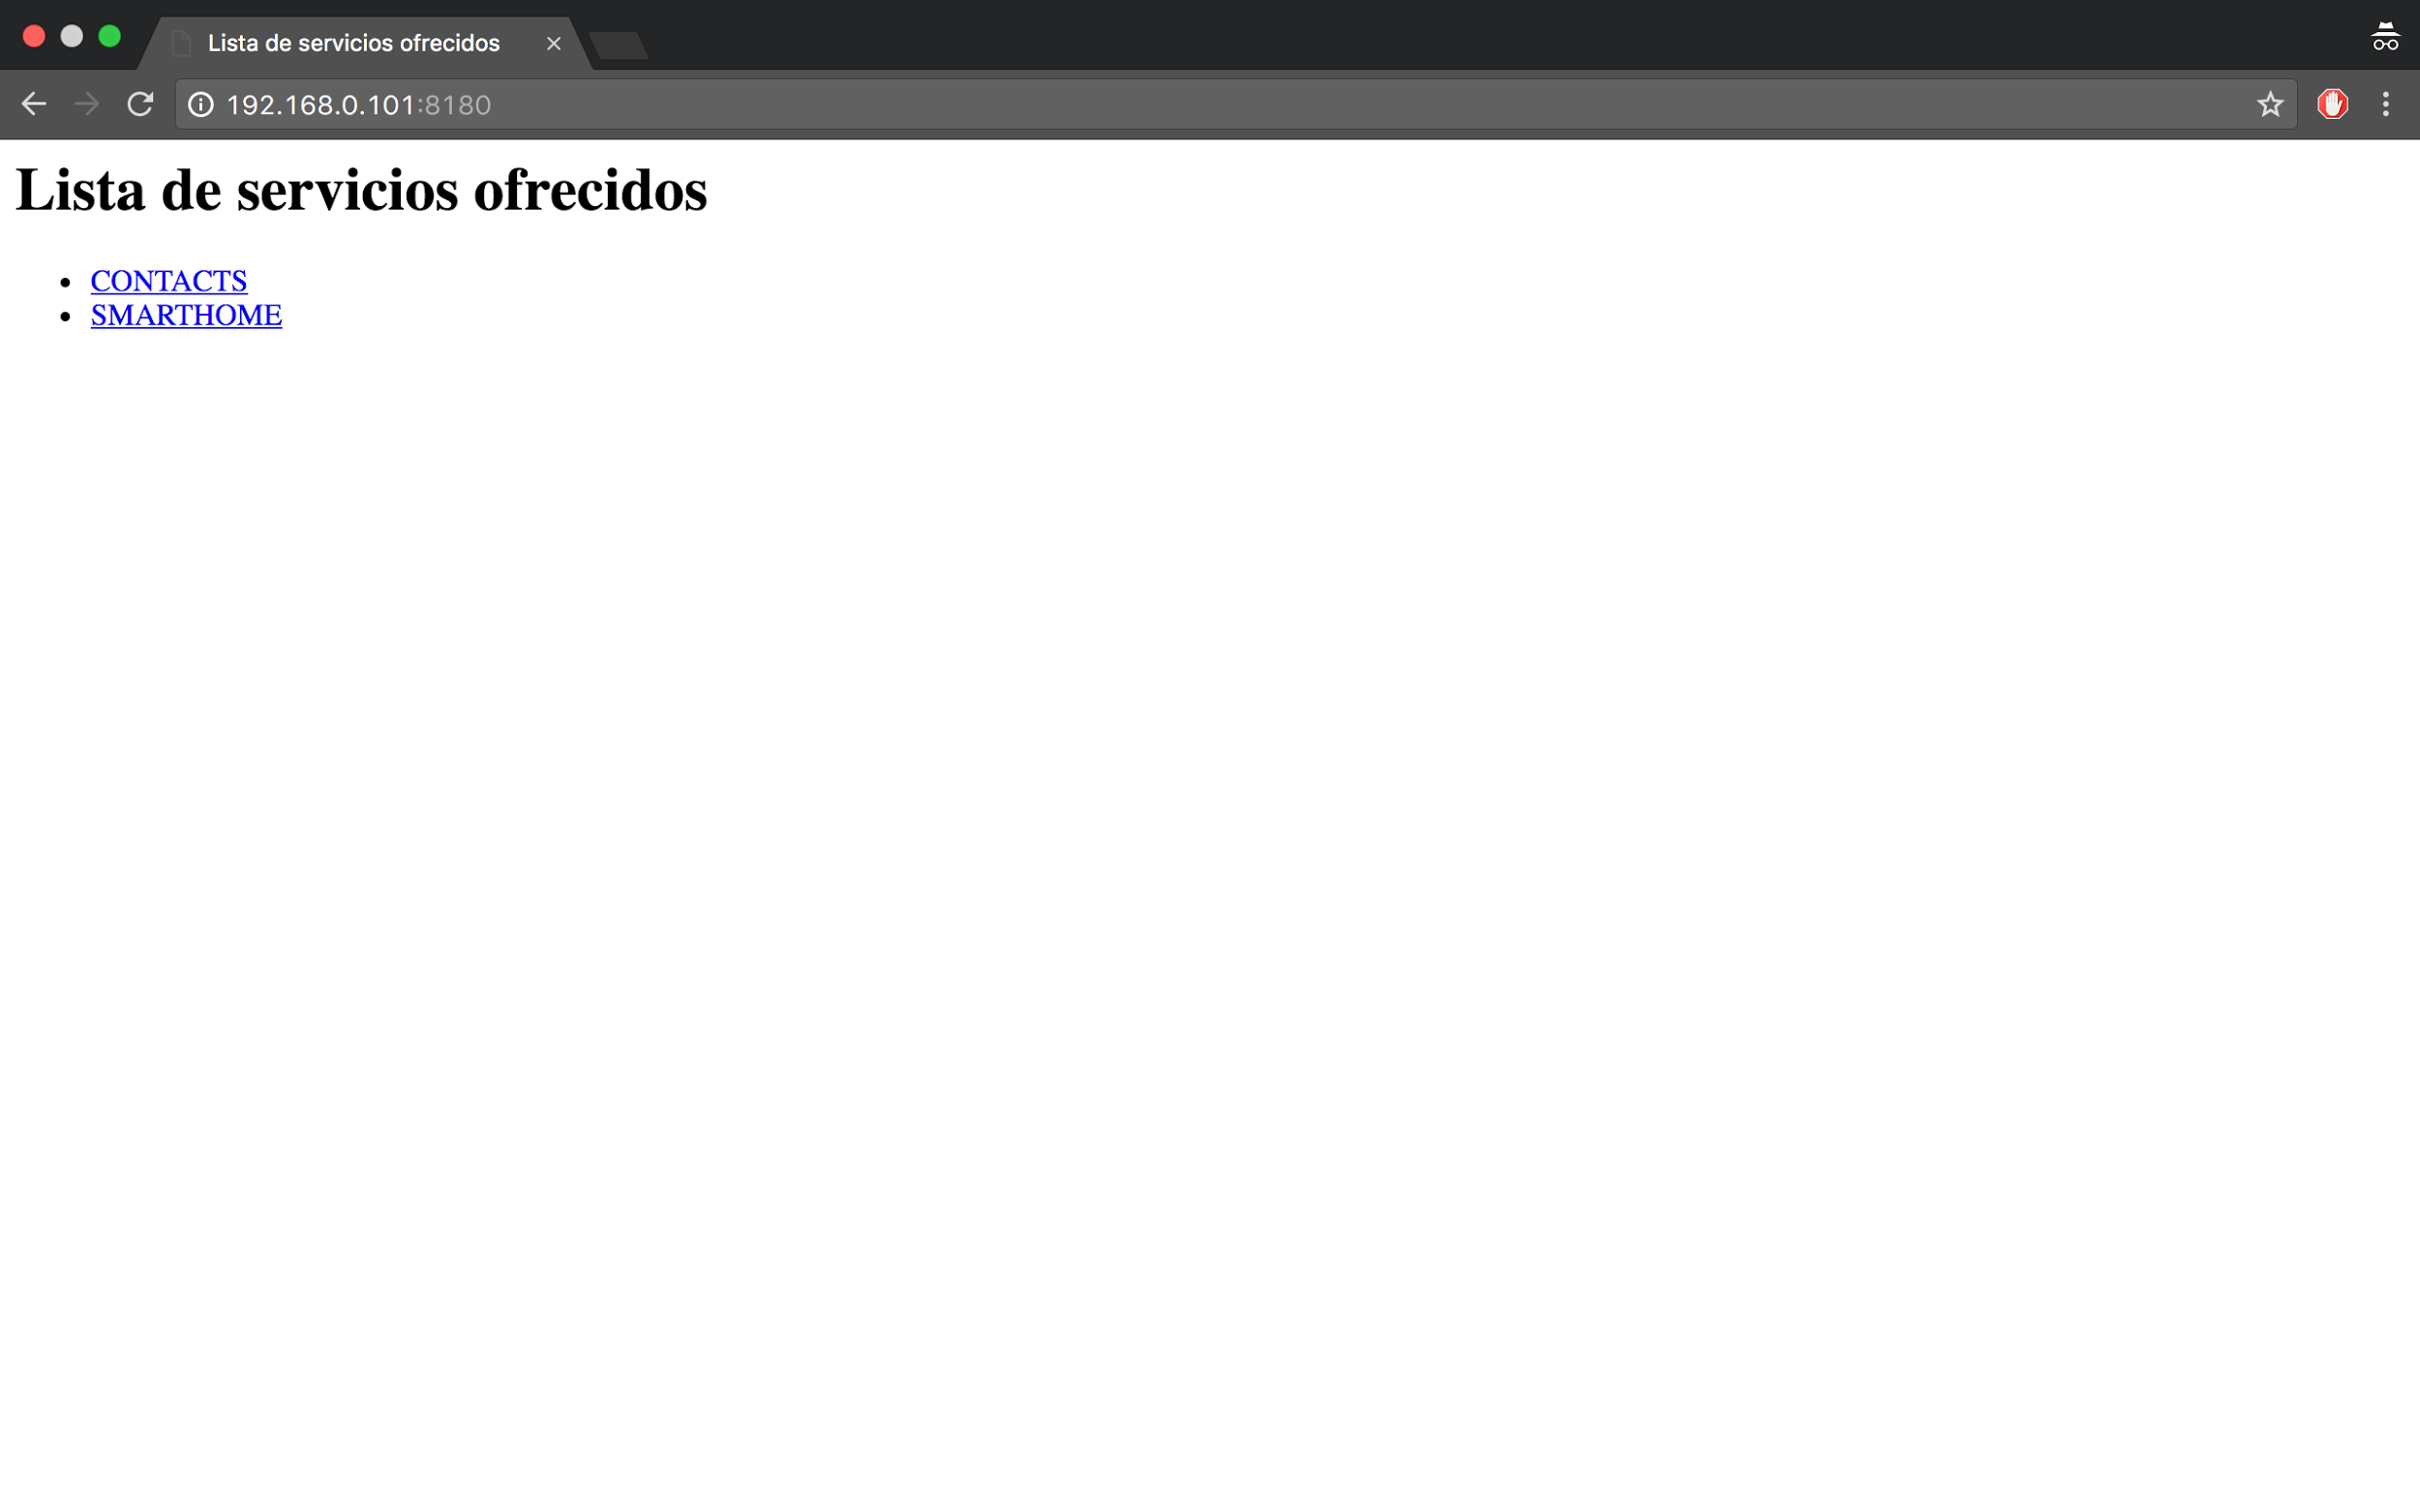 Lista de servicios ofrecidos
192.168.0.101:8180
Lista de servicios ofrecidos
CONTACTS
SMARTHOME